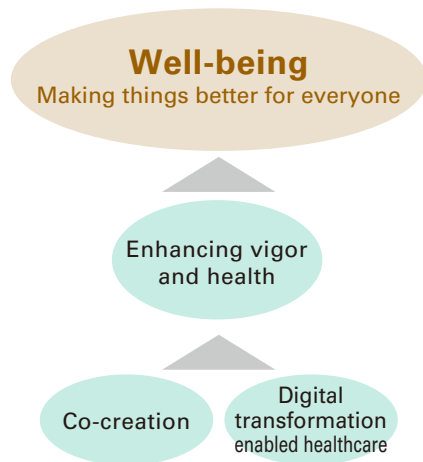 Well-being
Making things better for everyone
Enhancing vigor
and health
Co-creation
Digital
transformation
enabled healthcare